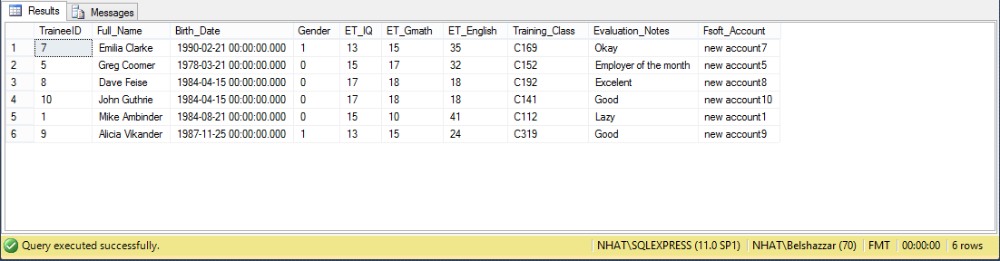 Results Messages
TraineeID Full_Name Birth_Date Gender ET_IQ ET_Gmath ET_English Training_Class Evaluation_Notes Fsoft_Account
1 7 Emilia Clarke 1990-02-21 00:00:00.000 1 13 15 35 C169 Okay new account7
2 5 Greg Coomer 1978-03-21 00:00:00.000 0 15 17 32 C152 Employer of the month new account5
3 8 Dave Feise 1984-04-15 00:00:00.000 0 17 18 18 C192 Excelent new account8
4 10 John Guthrie 1984-04-15 00:00:00.000 0 17 18 18 C141 Good new account10
5 1 Mike Ambinder 1984-08-21 00:00:00.000 0 15 10 41 C112 Lazy new account1
6 9 Alicia Vikander 1987-11-25 00:00:00.000 1 13 15 24 C319 Good new account9
Query executed successfully. NHAT\SQLEXPRESS (11.0 SP1) NHAT\Belshazzar (70) FMT 00:00:00 6 rows